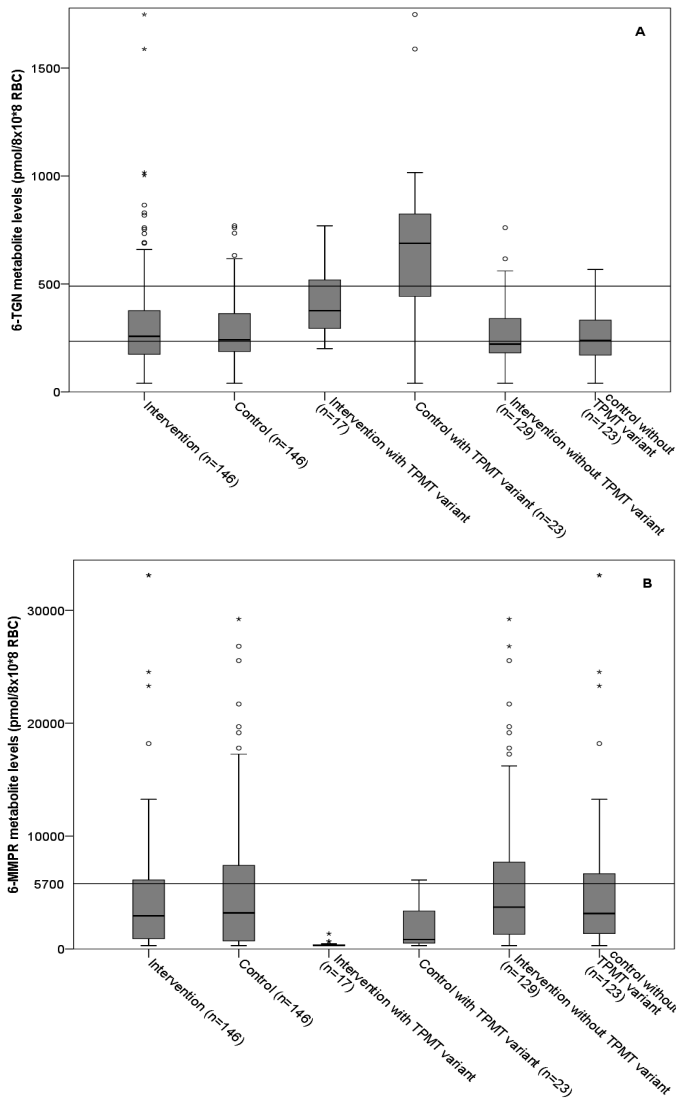 A
6-TGN metabolite levels (pmol/8x10*8 RBC)
1500
1000
500
0
Intervention (n=146)
Control (n=146)
Intervention with TPMT variant
(n=17)
Control with TPMT variant (n=23)
Intervention without TPMT variant
(n=129)
control without
TPMT variant
(n=123)
B
6-MMPR metabolite levels (pmol/8x10*8 RBC)
30000
20000
10000
5700
0
Intervention (n=146)
Control (n=146)
Intervention with TPMT variant
(n=17)
Control with TPMT variant (n=23)
Intervention without TPMT variant
(n=129)
control without
TPMT variant
(n=123)